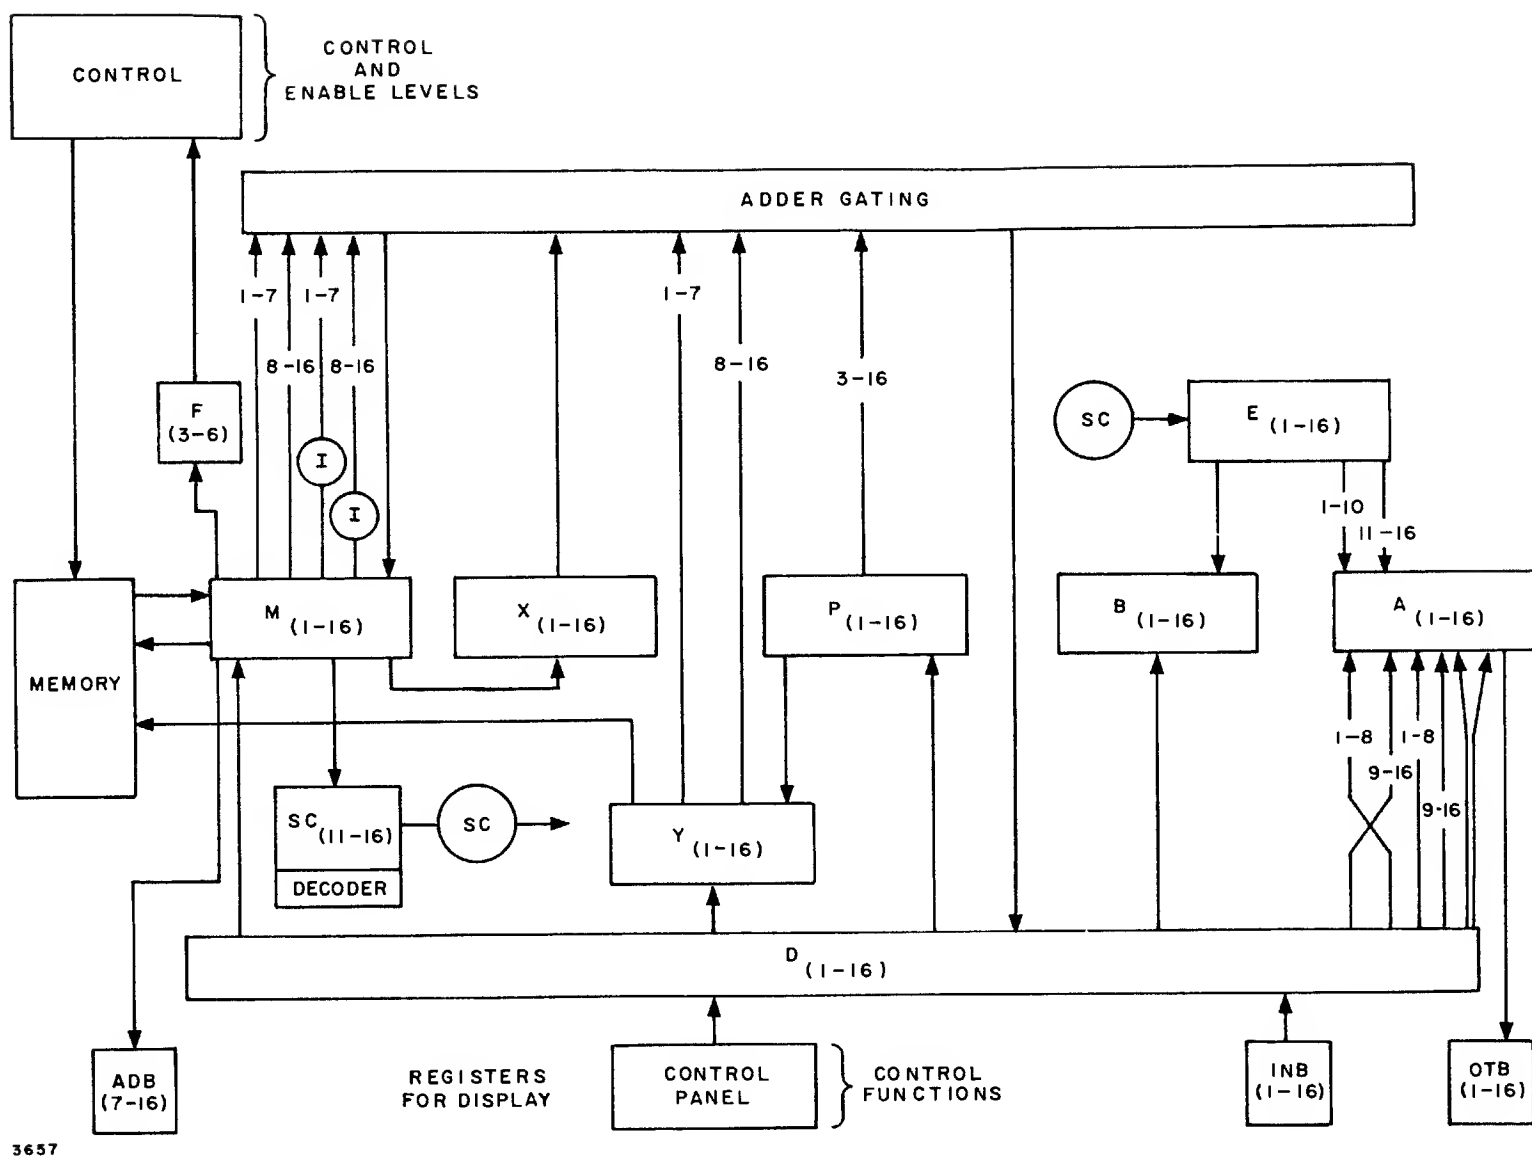 CONTROL
CONTROL
AND
ENABLE LEVELS
ADDER GATING
1-7
1-7
1-7
8-16
8-16
8-16
3-16
F
(3-6)
SC
E (1-16)
I
I
1-10
11-16
M (1-16)
X (1-16)
P (1-16)
B (1-16)
A (1-16)
MEMORY
1-8
1-8
9-16
9-16
SC (11-16)
DECODER
SC
Y (1-16)
D (1-16)
ADB
(7-16)
REGISTERS
FOR DISPLAY
CONTROL
PANEL
CONTROL
FUNCTIONS
INB
(1-16)
OTB
(1-16)
3657